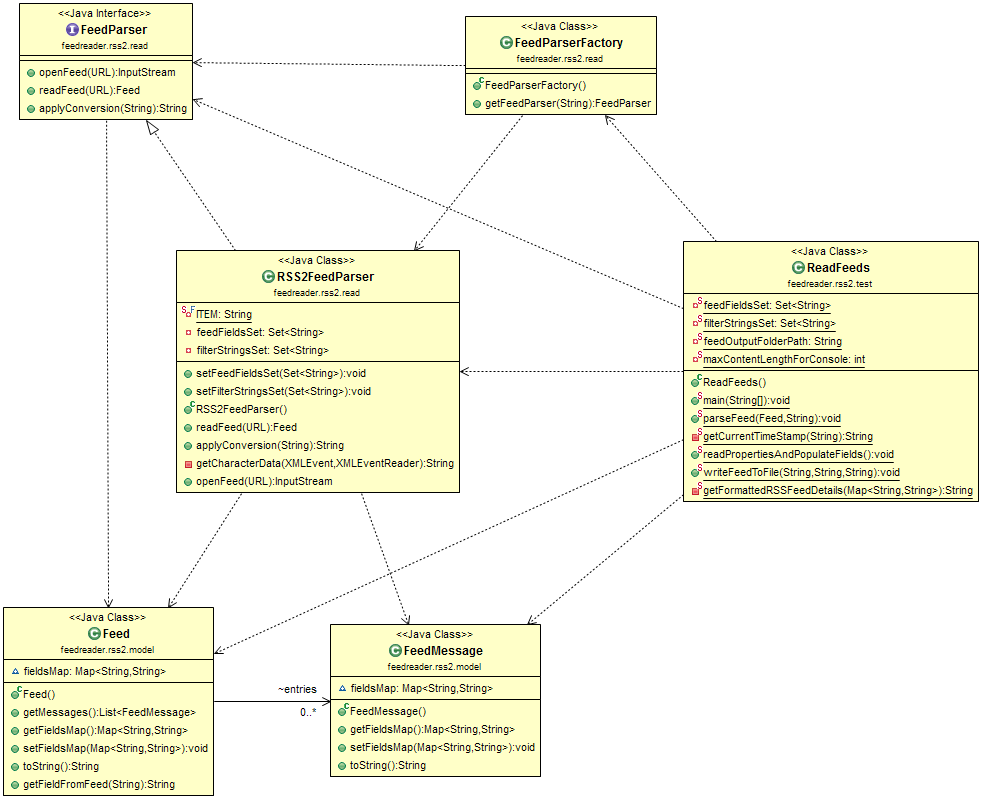 <<Java Interface>>
FeedParser
feedreader.rss2.read
openFeed(URL):InputStream
readFeed(URL):Feed
applyConversion(String):String
<<Java Class>>
FeedParserFactory
feedreader.rss2.read
FeedParserFactory()
getFeedParser(String):FeedParser
<<Java Class>>
RSS2FeedParser
feedreader.rss2.read
ITEM: String
feedFieldsSet: Set<String>
filterStringsSet: Set<String>
setFeedFieldsSet(Set<String>):void
setFilterStringsSet(Set<String>):void
RSS2FeedParser()
readFeed(URL):Feed
applyConversion(String):String
getCharacterData(XMLEvent,XMLEventReader):String
openFeed(URL):InputStream
<<Java Class>>
ReadFeeds
feedreader.rss2.test
feedFieldsSet: Set<String>
filterStringsSet: Set<String>
feedOutputFolderPath: String
maxContentLengthForConsole: int
ReadFeeds()
main(String[]):void
parseFeed(Feed,String):void
getCurrentTimeStamp(String):String
readPropertiesAndPopulateFields():void
writeFeedToFile(String,String,String):void
getFormattedRSSFeedDetails(Map<String,String>):String
<<Java Class>>
Feed
feedreader.rss2.model
fieldsMap: Map<String,String>
Feed()
getMessages():List<FeedMessage>
getFieldsMap():Map<String,String>
setFieldsMap(Map<String,String>):void
toString():String
getFieldFromFeed(String):String
~entries
0..*
<<Java Class>>
FeedMessage
feedreader.rss2.model
fieldsMap: Map<String,String>
FeedMessage()
getFieldsMap():Map<String,String>
setFieldsMap(Map<String,String>):void
toString():String